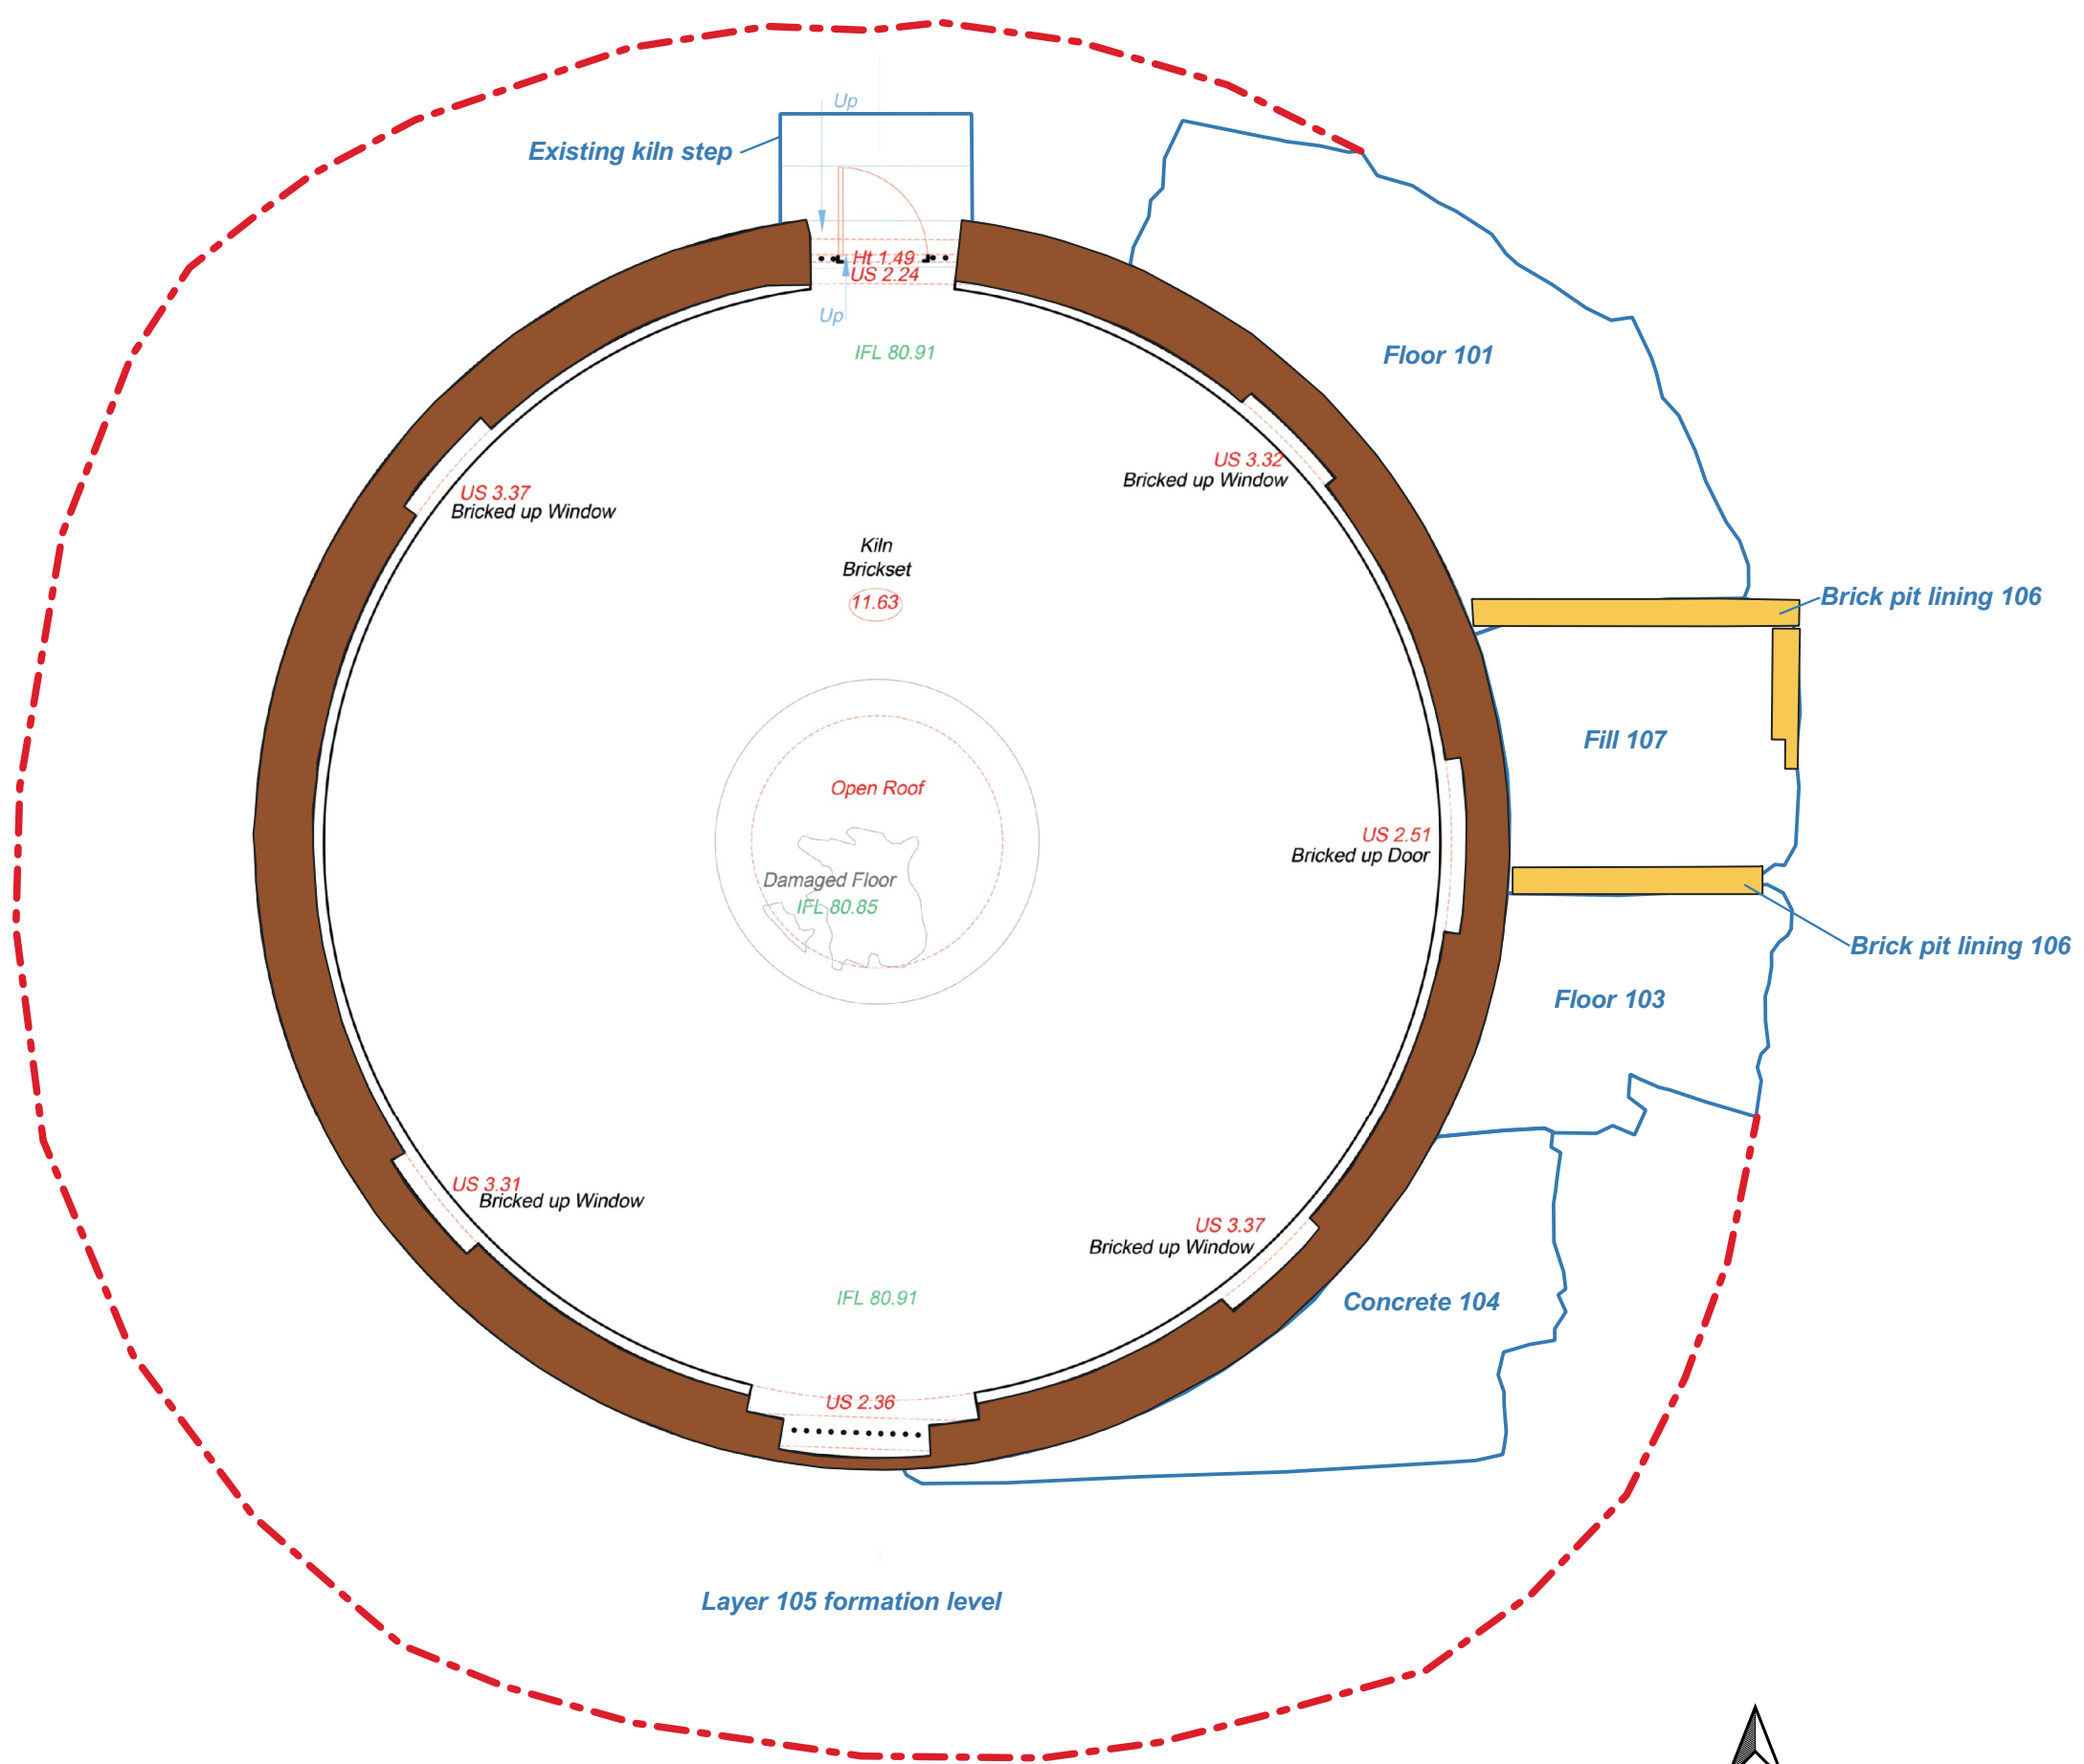 Up
Existing kiln step
Ht 1.49
US 2.24
Up
IFL 80.91
Floor 101
US 3.32
Bricked up Window
US 3.37
Bricked up Window
Kiln
Brickset
11.63
Brick pit lining 106
Fill 107
Open Roof
US 2.51
Bricked up Door
Damaged Floor
IFL 80.85
Brick pit lining 106
Floor 103
US 3.31
Bricked up Window
US 3.37
Bricked up Window
IFL 80.91
Concrete 104
US 2.36
Layer 105 formation level